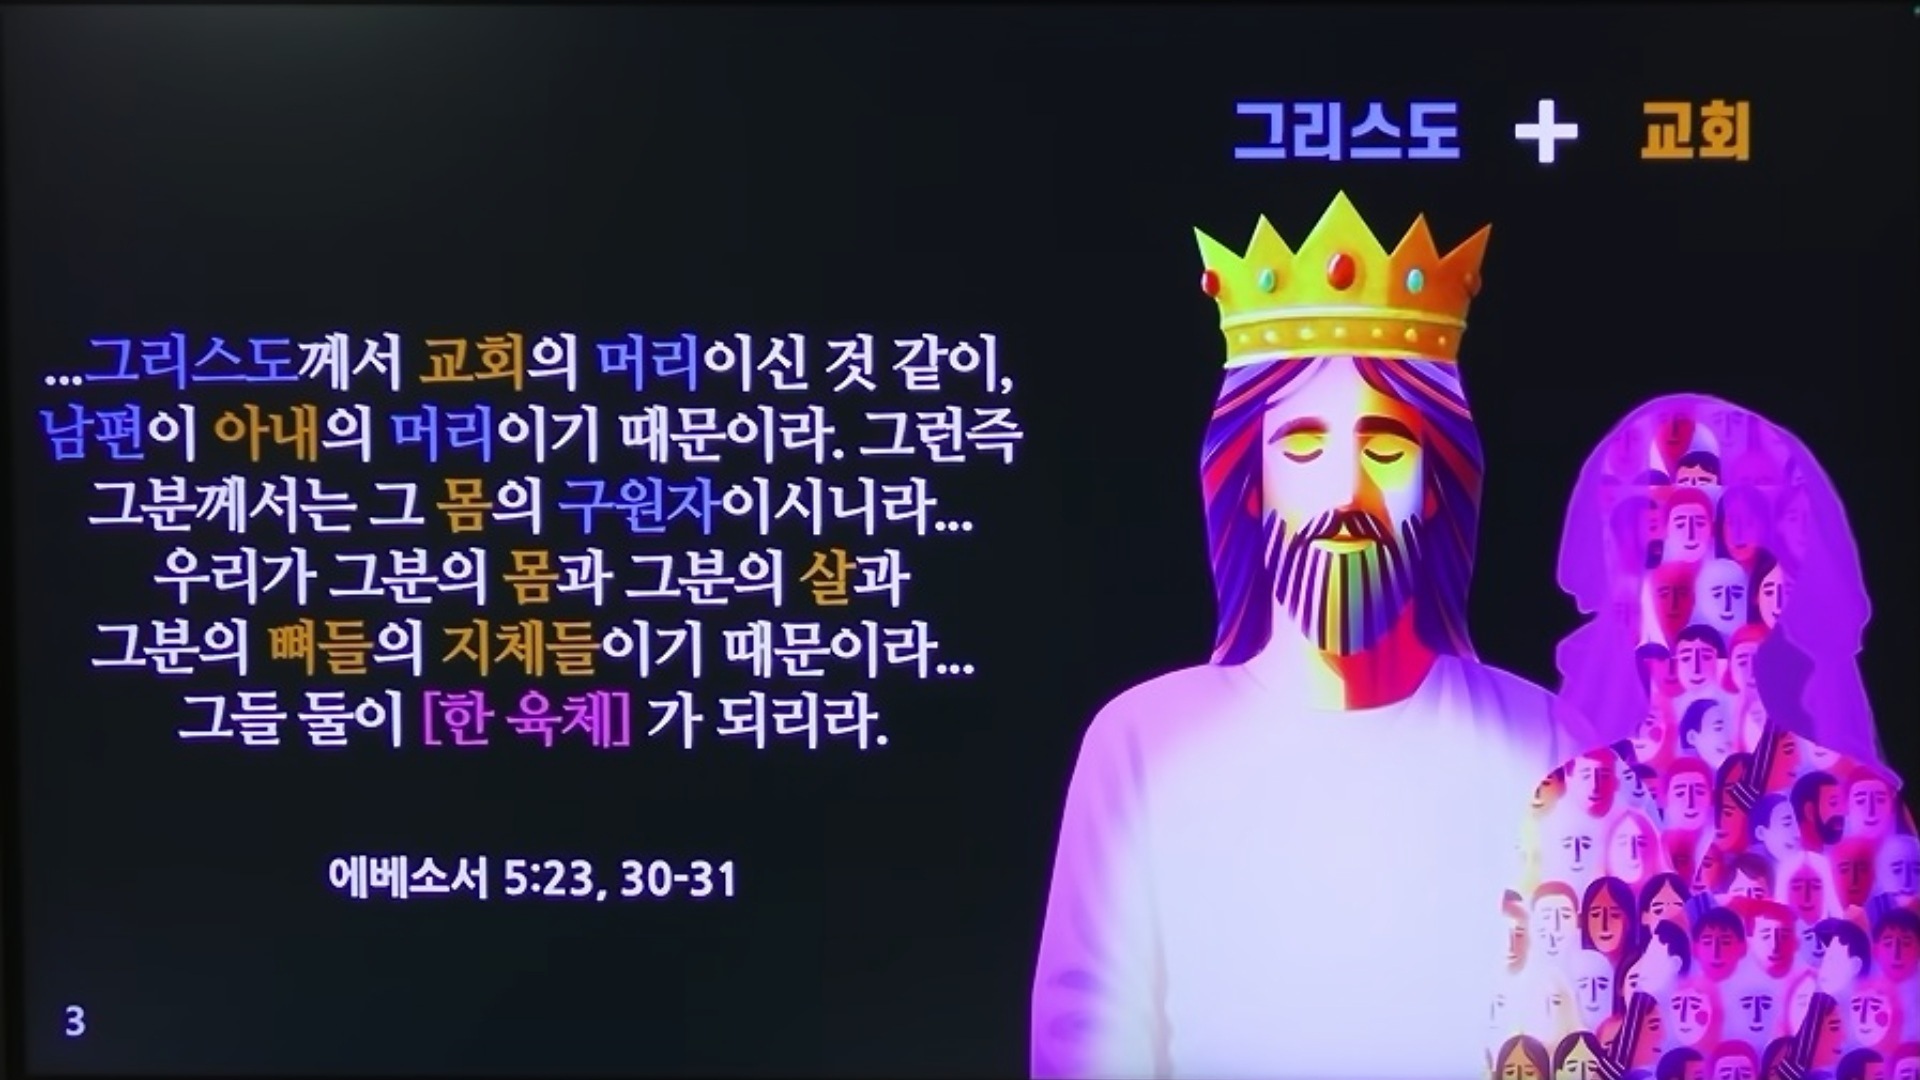 그리스도 + 교회
...그리스도께서 교회의 머리이신 것 같이,
남편이 아내의 머리이기 때문이라. 그런즉
그분께서는 그 몸의 구원자이시니라...
우리가 그분의 몸과 그분의 살과
그분의 뼈들의 지체들이기 때문이라...
그들 둘이 [한 육체] 가 되리라.
에베소서 5:23, 30-31
3